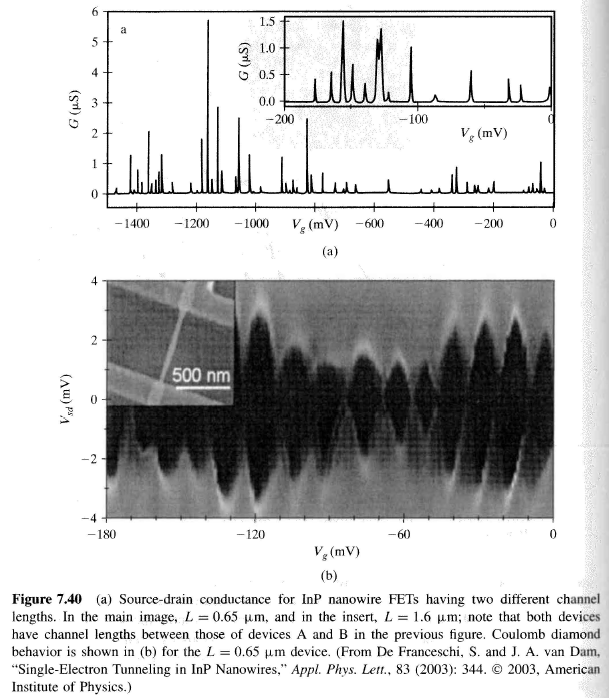 6
a
5
4
3
2
1
0
G (μS)
1.5
1.0
0.5
0.0
G (μS)
−200
−100
0
Vg (mV)
−1400
−1200
−1000
Vg (mV)
−600
−400
−200
0
(a)
4
2
0
−2
−4
Vsd (mV)
500 nm
−180
−120
−60
0
Vg (mV)
(b)
Figure 7.40 (a) Source-drain conductance for InP nanowire FETs having two different channel
lengths. In the main image, L = 0.65 μm, and in the insert, L = 1.6 μm; note that both devices
have channel lengths between those of devices A and B in the previous figure. Coulomb diamond
behavior is shown in (b) for the L = 0.65 μm device. (From De Franceschi, S. and J. A. van Dam,
“Single-Electron Tunneling in InP Nanowires,” Appl. Phys. Lett., 83 (2003): 344. © 2003, American
Institute of Physics.)